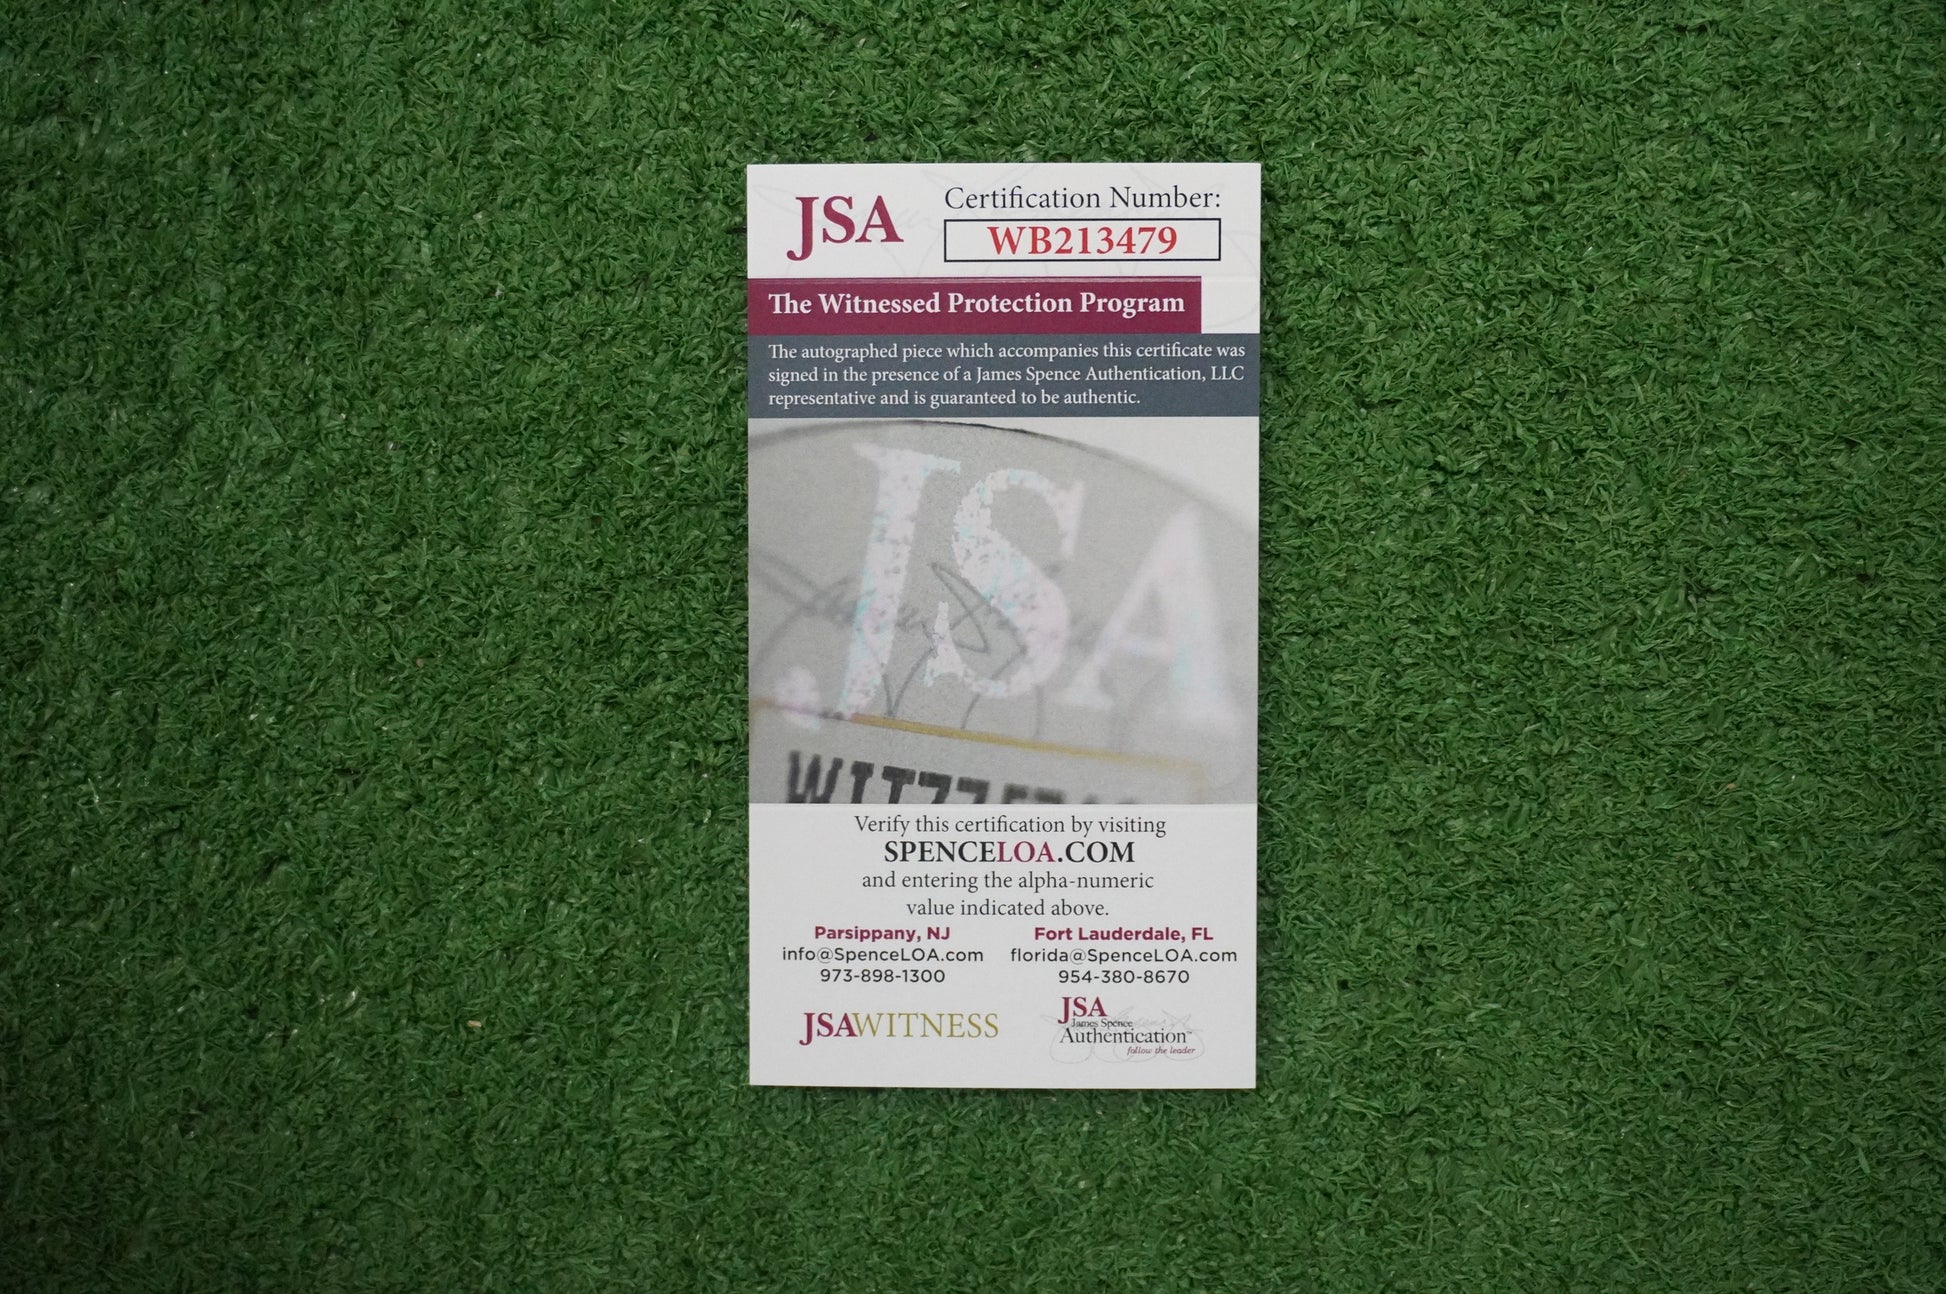 JSA
Certification Number:
WB213479
The Witnessed Protection Program
The autographed piece which accompanies this certificate was
signed in the presence of a James Spence Authentication, LLC
representative and is guaranteed to be authentic.
JSA
Verify this certification by visiting
SPENCELOA.COM
and entering the alpha-numeric
value indicated above.
Parsippany, NJ
info@SpenceLOA.com
973-898-1300
Fort Lauderdale, FL
florida@SpenceLOA.com
954-380-8670
JSAWITNESS
JSA
James Spence
Authentication™
follow the leader